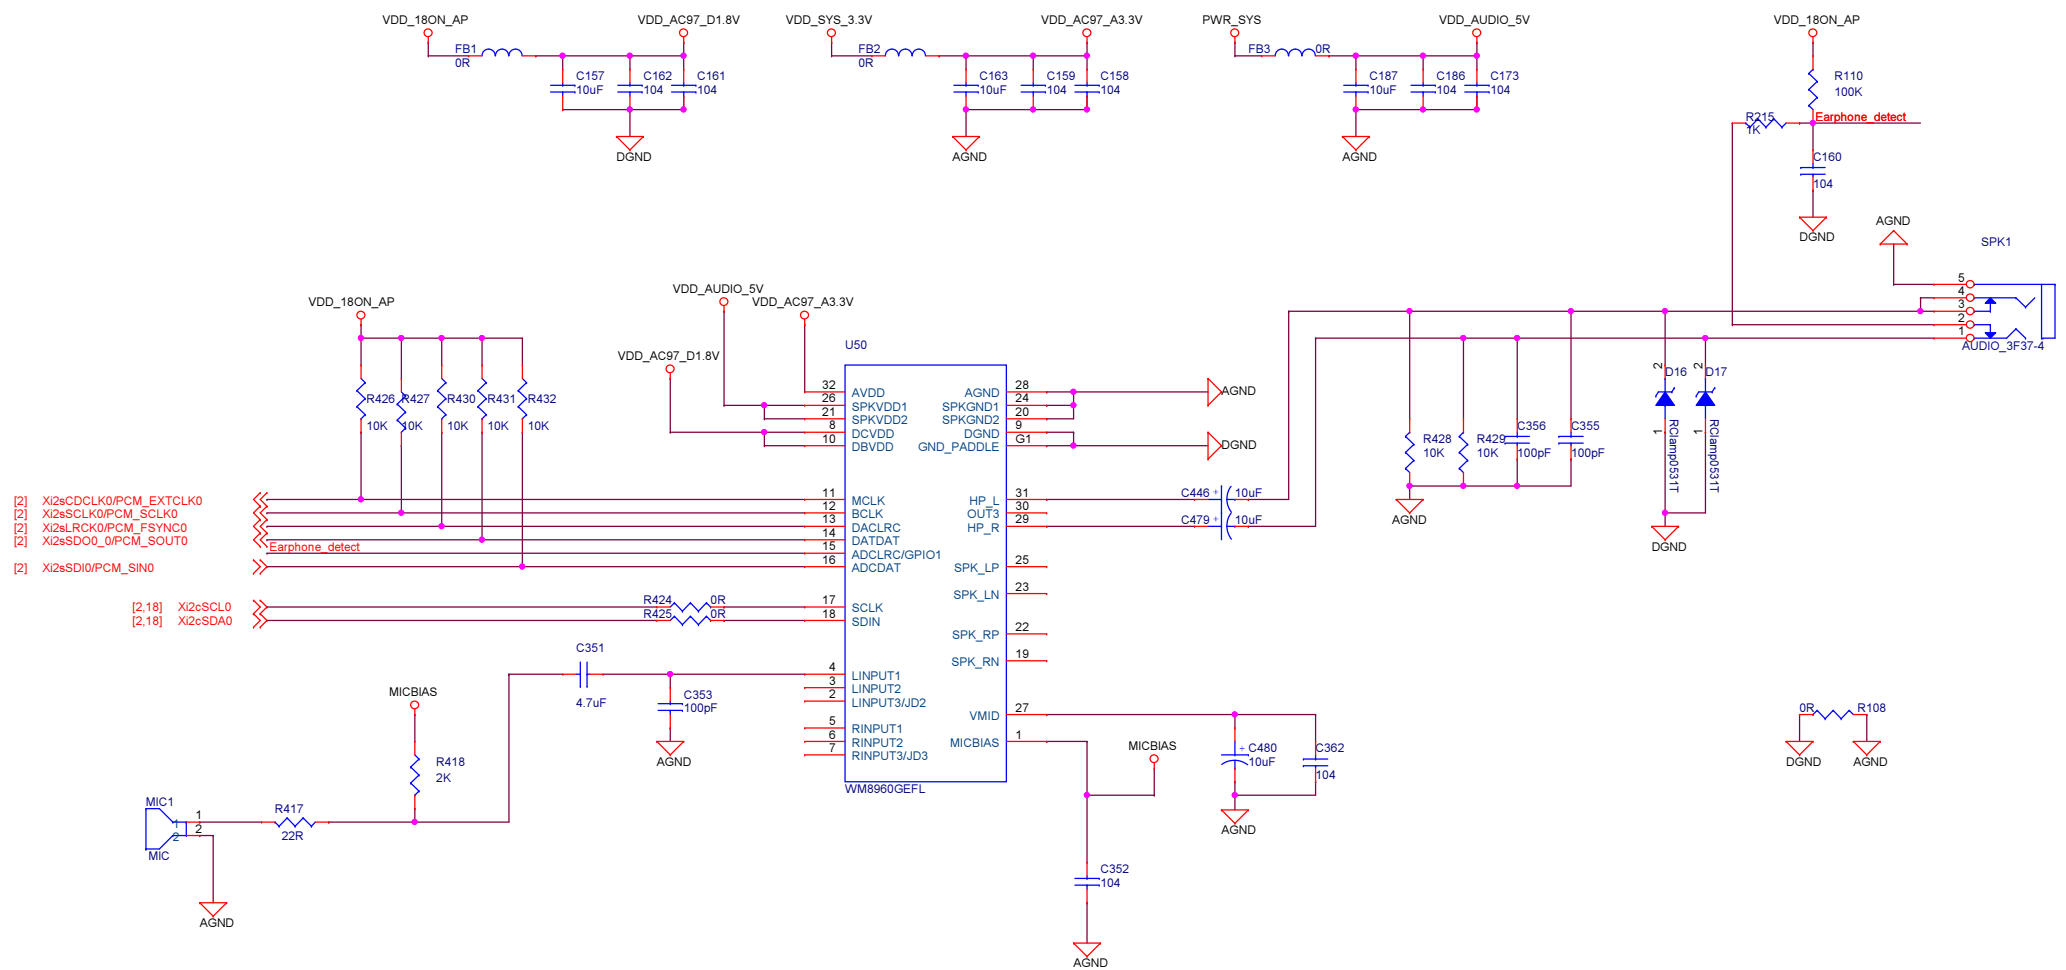 VDD_18ON_AP VDD_AC97_D1.8V VDD_SYS_3.3V VDD_AC97_A3.3V PWR_SYS VDD_AUDIO_5V VDD_18ON_AP
FB1 0R
C157 10uF
C162 104
C161 104
DGND
FB2 0R
C163 10uF
C159 104
C158 104
AGND
FB3 0R
C187 10uF
C186 104
C173 104
AGND
R110 100K
R215 1K
Earphone_detect
C160 104
DGND
AGND
SPK1
5
4
3
2
1
AUDIO_3F37-4
VDD_18ON_AP
VDD_AUDIO_5V
VDD_AC97_A3.3V
VDD_AC97_D1.8V
R426 10K
R427 10K
R430 10K
R431 10K
R432 10K
U50
32 AVDD
26 SPKVDD1
21 SPKVDD2
8 DCVDD
10 DBVDD
11 MCLK
12 BCLK
13 DACLRC
14 DATDAT
15 ADCLRC/GPIO1
16 ADCDAT
17 SCLK
18 SDIN
4 LINPUT1
3 LINPUT2
2 LINPUT3/JD2
5 RINPUT1
6 RINPUT2
7 RINPUT3/JD3
AGND 28
SPKGND1 24
SPKGND2 20
DGND 9
GND_PADDLE G1
HP_L 31
OUT3 30
HP_R 29
SPK_LP 25
SPK_LN 23
SPK_RP 22
SPK_RN 19
VMID 27
MICBIAS 1
WM8960GEFL
AGND
DGND
[2] Xi2sCDCLK0/PCM_EXTCLK0
[2] Xi2sSCLK0/PCM_SCLK0
[2] Xi2sLRCK0/PCM_FSYNC0
[2] Xi2sSDO0_0/PCM_SOUT0
Earphone_detect
[2] Xi2sSDI0/PCM_SIN0
[2,18] Xi2cSCL0
[2,18] Xi2cSDA0
R424 0R
R425 0R
C446 + 10uF
C479 + 10uF
R428 10K
R429 10K
C356 100pF
C355 100pF
AGND
2 D16 1 RClamp0531T
2 D17 1 RClamp0531T
DGND
C351 4.7uF
C353 100pF
AGND
MICBIAS
R418 2K
MIC1
1 1
2 2
MIC
R417 22R
AGND
MICBIAS
+ C480 10uF
C362 104
AGND
C352 104
AGND
0R R108
DGND AGND